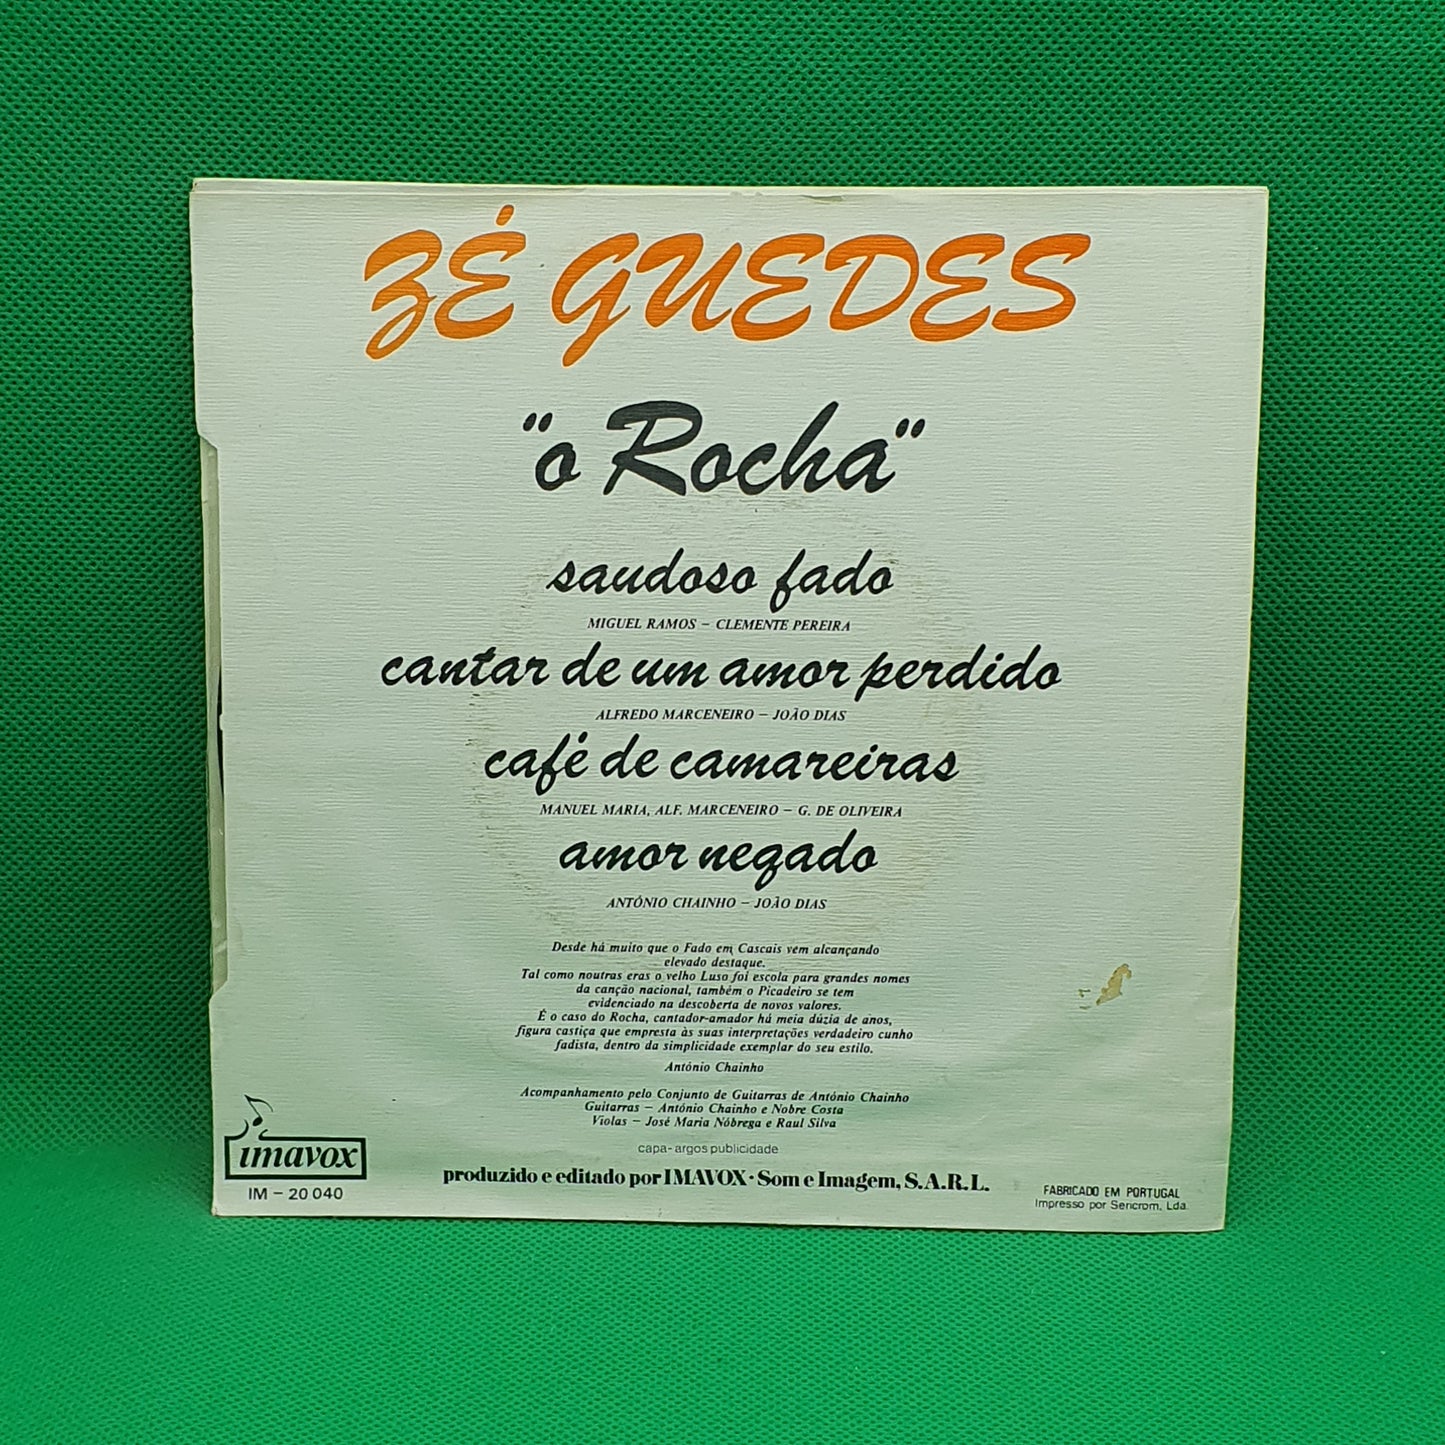 ZÉ GUEDES
"o Rocha"
saudoso fado
MIGUEL RAMOS – CLEMENTE PEREIRA
cantar de um amor perdido
ALFREDO MARCENEIRO – JOÃO DIAS
café de camareiras
MANUEL MARIA, ALF. MARCENEIRO – G. DE OLIVEIRA
amor negado
ANTÓNIO CHAINHO – JOÃO DIAS
Desde há muito que o Fado em Cascais vem alcançando
elevado destaque.
Tal como noutras eras o velho Luso foi escola para grandes nomes
da canção nacional, também o Picadeiro se tem
evidenciado na descoberta de novos valores.
É o caso do Rocha, cantador-amador há meia dúzia de anos,
figura castiça que empresta às suas interpretações verdadeiro cunho
fadista, dentro da simplicidade exemplar do seu estilo.
António Chainho
Acompanhamento pelo Conjunto de Guitarras de António Chainho
Guitarras – António Chainho e Nobre Costa
Violas – José Maria Nóbrega e Raul Silva
capa - argos publicidade
produzido e editado por IMAVOX · Som e Imagem, S.A.R.L.
imavox
IM – 20 040
FABRICADO EM PORTUGAL
Impresso por Sericrom, Lda.